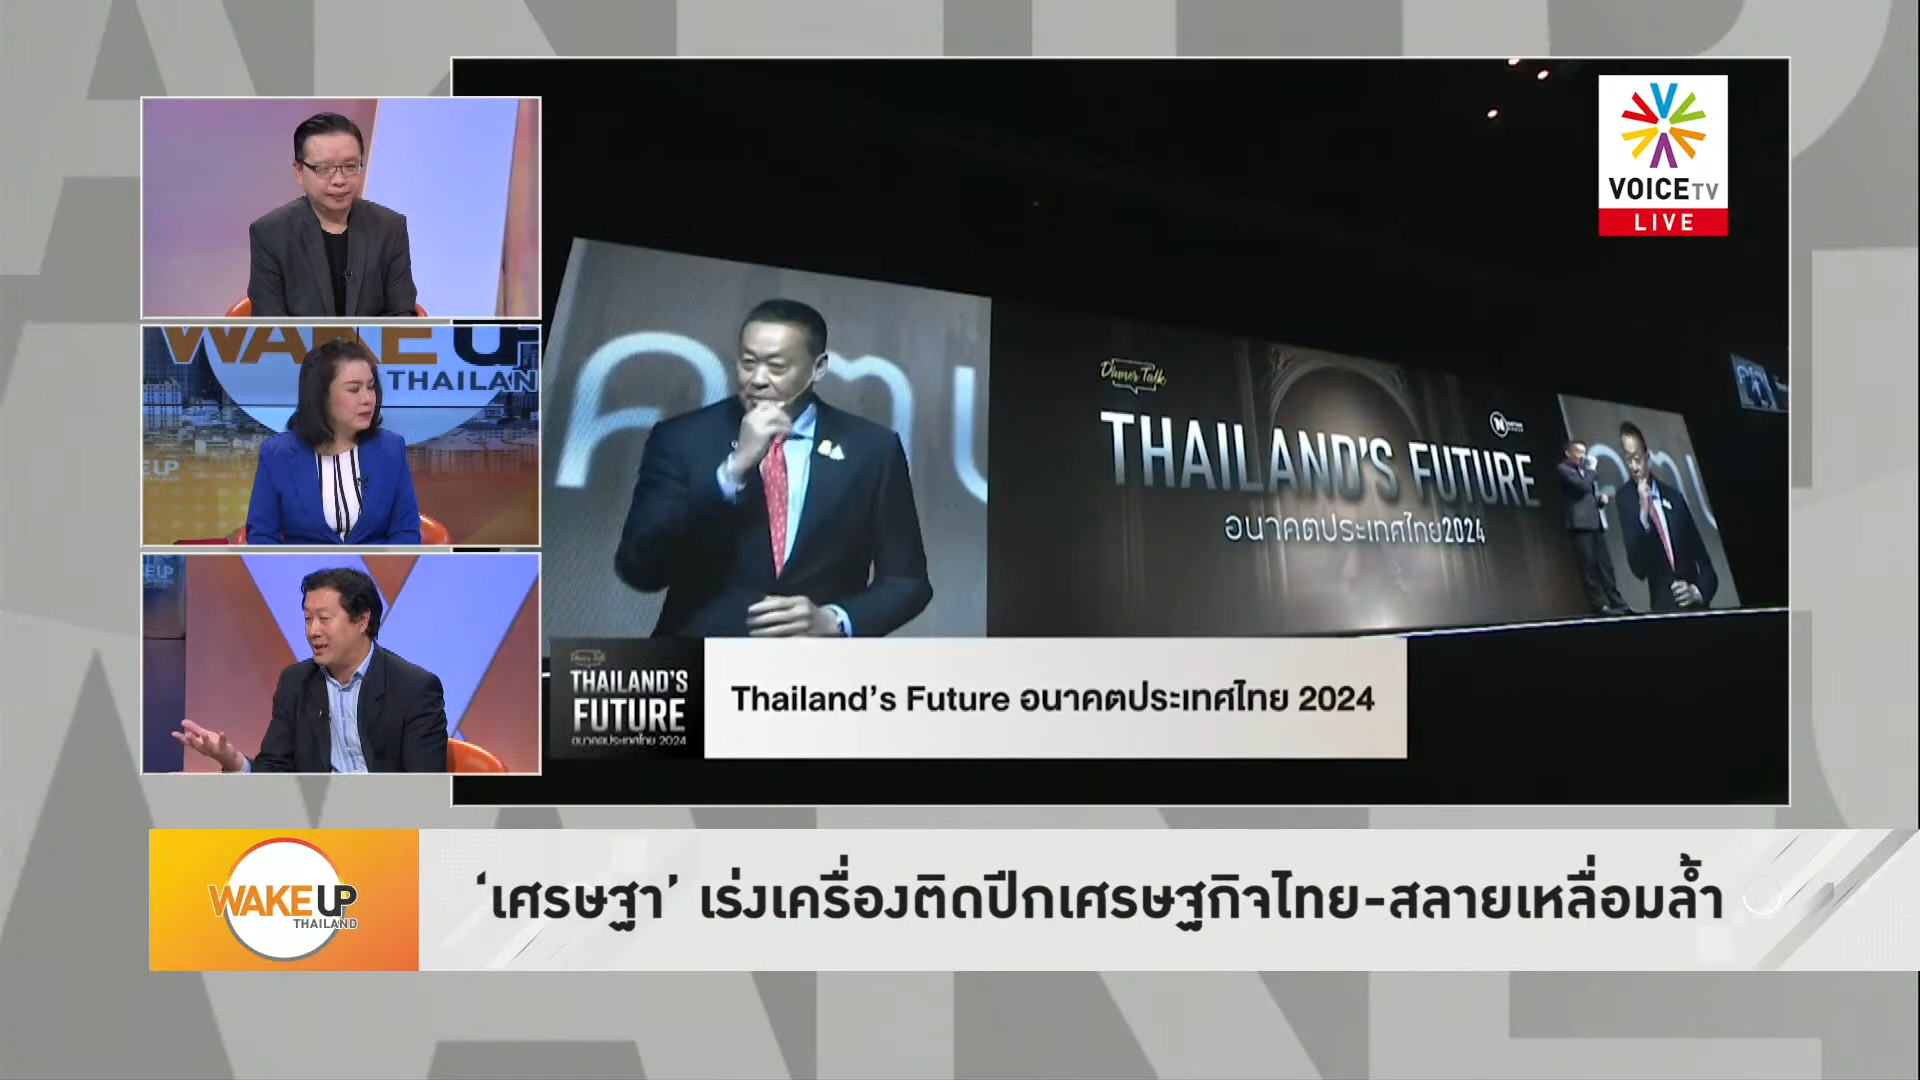 VOICE TV
LIVE
WAKE UP
THAILAN
Dinner Talk
THAILAND'S FUTURE
อนาคตประเทศไทย2024
Dinner Talk
THAILAND'S
FUTURE
อนาคตประเทศไทย 2024
Thailand's Future อนาคตประเทศไทย 2024
WAKE UP
THAILAND
‘เศรษฐา’ เร่งเครื่องติดปีกเศรษฐกิจไทย-สลายเหลื่อมล้ำ